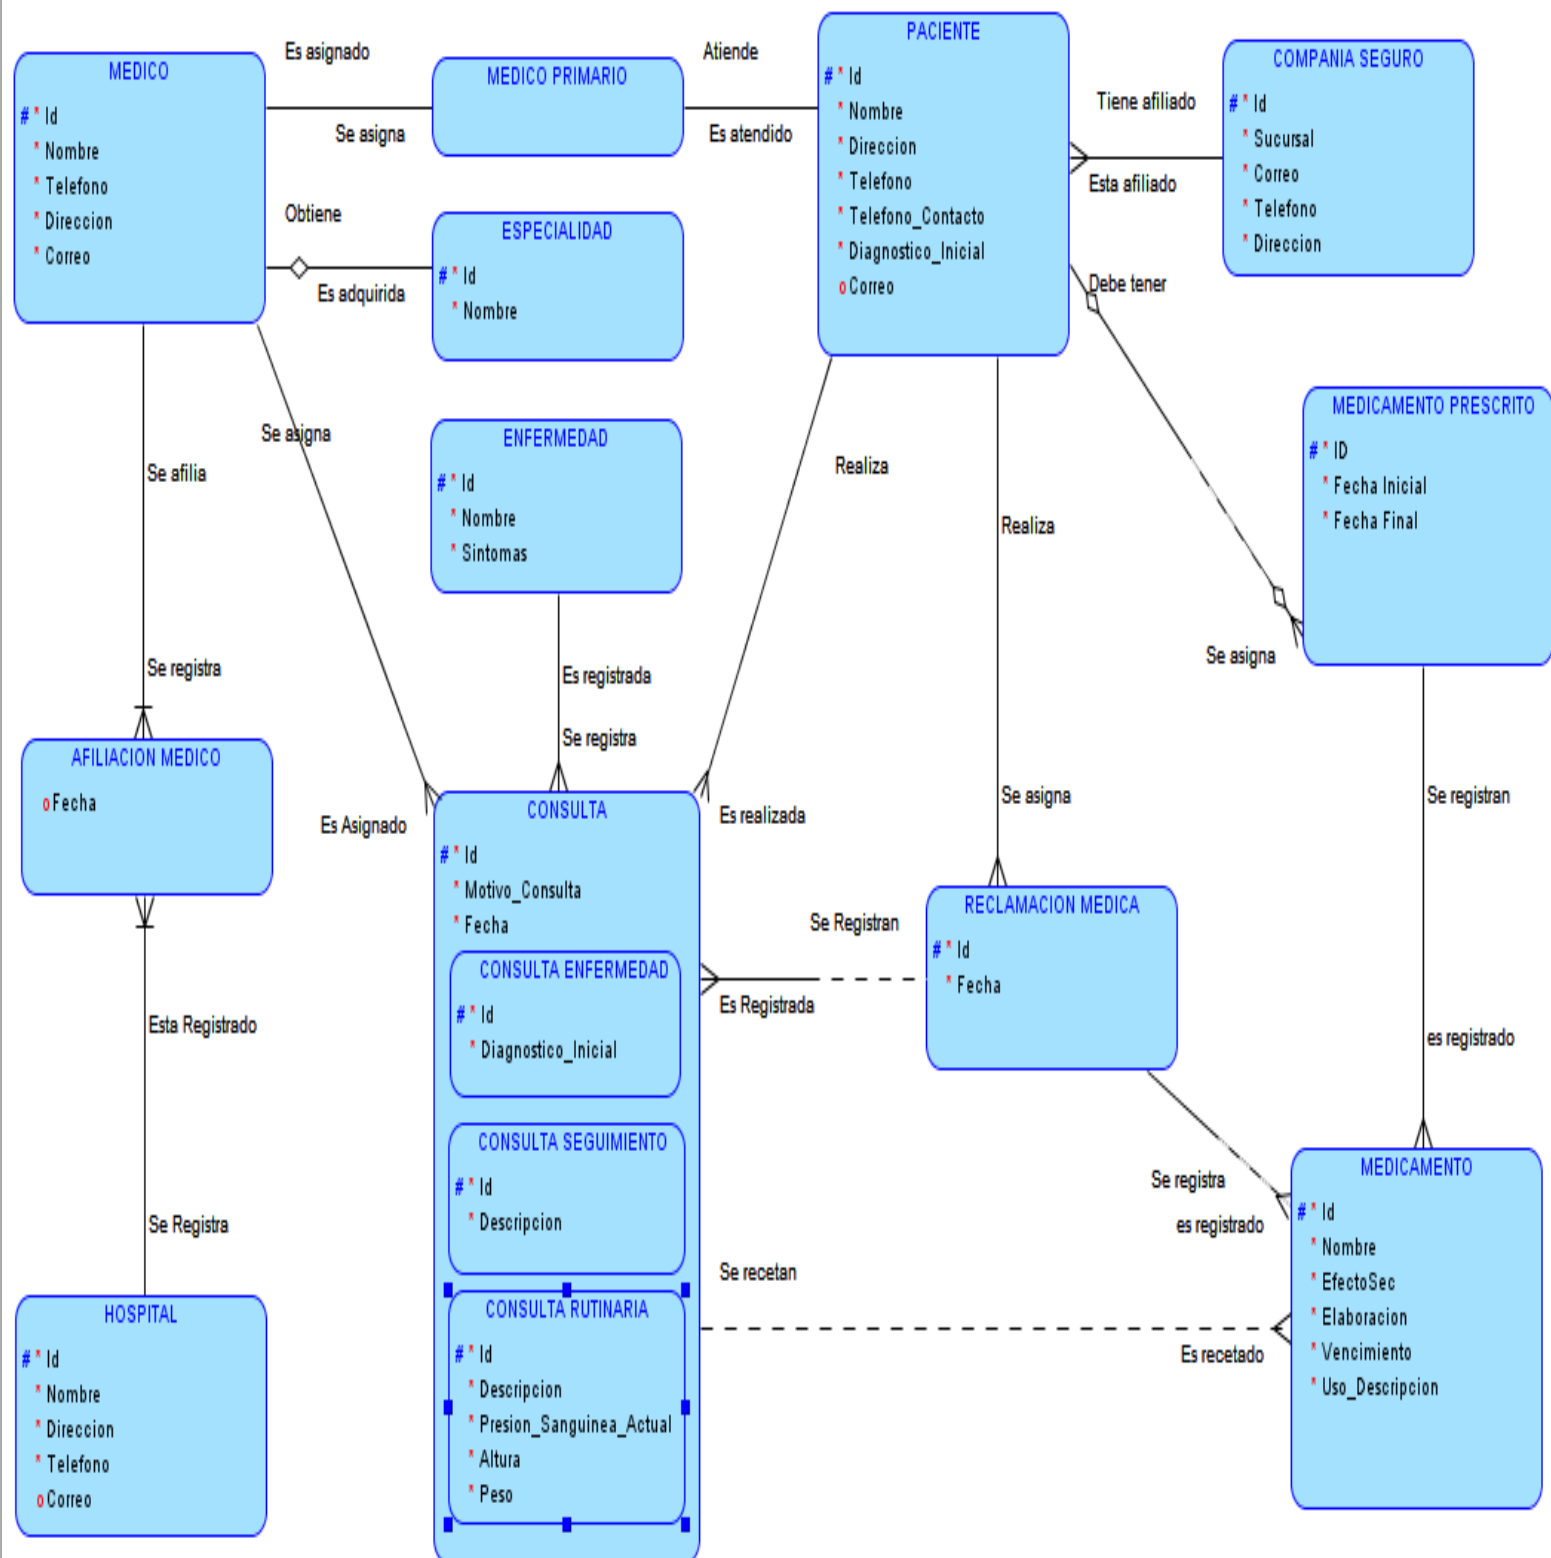 MEDICO
# * Id
* Nombre
* Telefono
* Direccion
* Correo
Es asignado
Se asigna
MEDICO PRIMARIO
Atiende
Es atendido
PACIENTE
# * Id
* Nombre
* Direccion
* Telefono
* Telefono_Contacto
* Diagnostico_Inicial
o Correo
Tiene afiliado
Esta afiliado
COMPANIA SEGURO
# * Id
* Sucursal
* Correo
* Telefono
* Direccion
Obtiene
Es adquirida
ESPECIALIDAD
# * Id
* Nombre
Debe tener
Se asigna
MEDICAMENTO PRESCRITO
# * ID
* Fecha Inicial
* Fecha Final
Se asigna
Es Asignado
ENFERMEDAD
# * Id
* Nombre
* Sintomas
Es registrada
Se registra
Realiza
Es realizada
Realiza
Se asigna
Se afilia
Se registra
AFILIACION MEDICO
o Fecha
Esta Registrado
Se Registra
HOSPITAL
# * Id
* Nombre
* Direccion
* Telefono
o Correo
CONSULTA
# * Id
* Motivo_Consulta
* Fecha
CONSULTA ENFERMEDAD
# * Id
* Diagnostico_Inicial
CONSULTA SEGUIMIENTO
# * Id
* Descripcion
CONSULTA RUTINARIA
# * Id
* Descripcion
* Presion_Sanguinea_Actual
* Altura
* Peso
Se Registran
Es Registrada
RECLAMACION MEDICA
# * Id
* Fecha
Se registra
es registrado
Se registran
es registrado
Se recetan
Es recetado
MEDICAMENTO
# * Id
* Nombre
* EfectoSec
* Elaboracion
* Vencimiento
* Uso_Descripcion